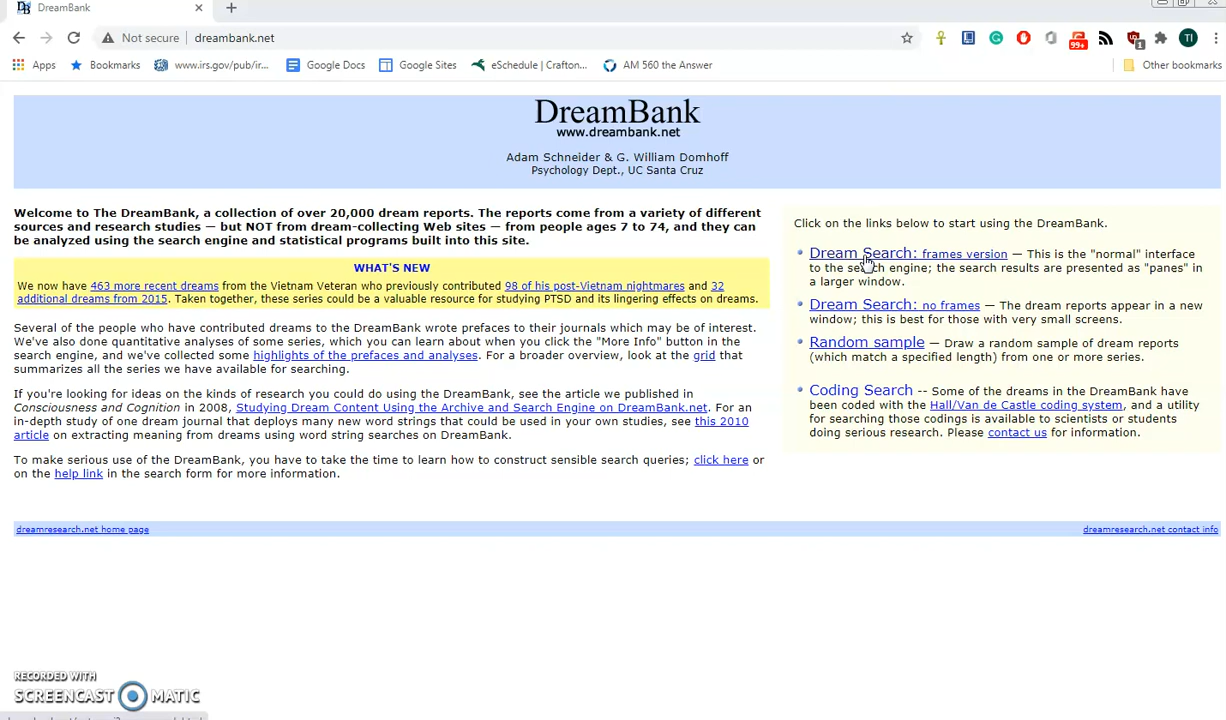 DreamBank
Not secure dreambank.net
99+
1
TI
Apps Bookmarks www.irs.gov/pub/ir... Google Docs Google Sites eSchedule | Crafton... AM 560 the Answer Other bookmarks
DreamBank
www.dreambank.net
Adam Schneider & G. William Domhoff
Psychology Dept., UC Santa Cruz
Welcome to The DreamBank, a collection of over 20,000 dream reports. The reports come from a variety of different
sources and research studies — but NOT from dream-collecting Web sites — from people ages 7 to 74, and they can
be analyzed using the search engine and statistical programs built into this site.
WHAT'S NEW
We now have 463 more recent dreams from the Vietnam Veteran who previously contributed 98 of his post-Vietnam nightmares and 32
additional dreams from 2015. Taken together, these series could be a valuable resource for studying PTSD and its lingering effects on dreams.
Several of the people who have contributed dreams to the DreamBank wrote prefaces to their journals which may be of interest.
We've also done quantitative analyses of some series, which you can learn about when you click the "More Info" button in the
search engine, and we've collected some highlights of the prefaces and analyses. For a broader overview, look at the grid that
summarizes all the series we have available for searching.
If you're looking for ideas on the kinds of research you could do using the DreamBank, see the article we published in
Consciousness and Cognition in 2008, Studying Dream Content Using the Archive and Search Engine on DreamBank.net. For an
in-depth study of one dream journal that deploys many new word strings that could be used in your own studies, see this 2010
article on extracting meaning from dreams using word string searches on DreamBank.
To make serious use of the DreamBank, you have to take the time to learn how to construct sensible search queries; click here or
on the help link in the search form for more information.
Click on the links below to start using the DreamBank.
Dream Search: frames version — This is the "normal" interface
to the search engine; the search results are presented as "panes" in
a larger window.
Dream Search: no frames — The dream reports appear in a new
window; this is best for those with very small screens.
Random sample — Draw a random sample of dream reports
(which match a specified length) from one or more series.
Coding Search -- Some of the dreams in the DreamBank have
been coded with the Hall/Van de Castle coding system, and a utility
for searching those codings is available to scientists or students
doing serious research. Please contact us for information.
dreamresearch.net home page
dreamresearch.net contact info
RECORDED WITH
SCREENCAST MATIC